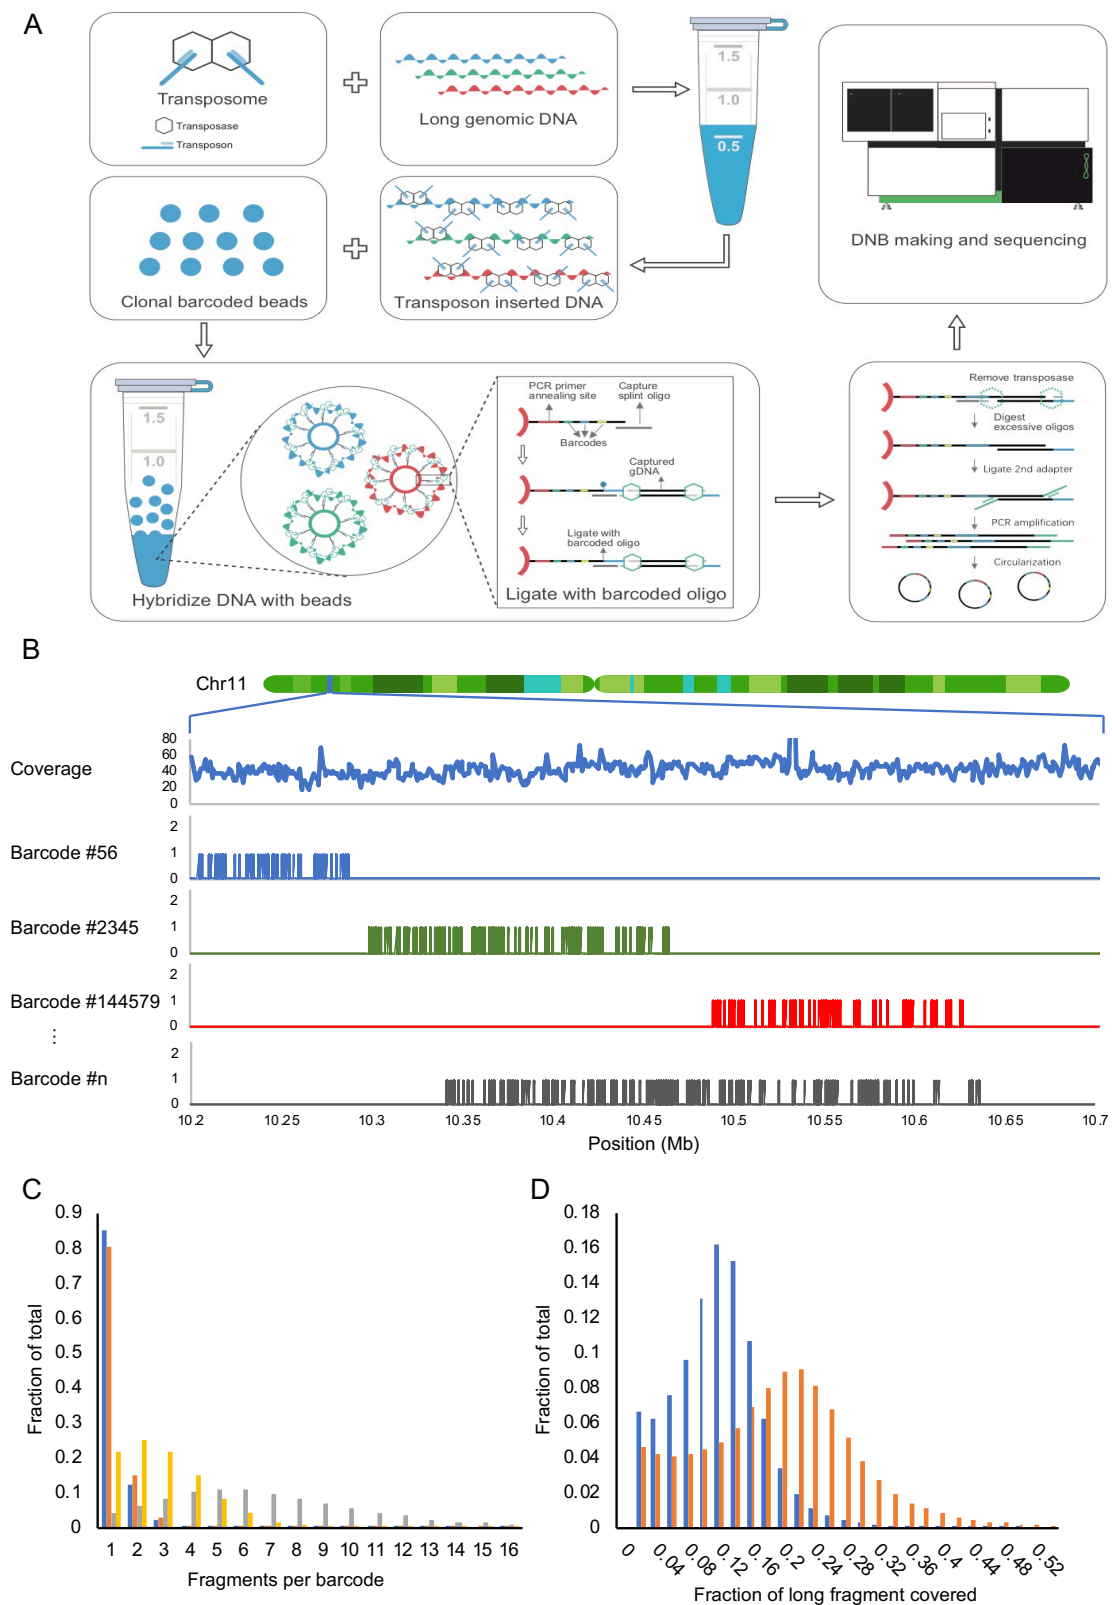 A
Transposome
Transposase
Transposon
Long genomic DNA
1.5
1.0
0.5
DNB making and sequencing
Clonal barcoded beads
Transposon inserted DNA
1.5
1.0
Hybridize DNA with beads
PCR primer
annealing site
Capture
splint oligo
Barcodes
Captured
gDNA
Ligate with
barcoded oligo
Ligate with barcoded oligo
Remove transposase
Digest
excessive oligos
Ligate 2nd adapter
PCR amplification
Circularization
B
Chr11
Coverage
80
60
40
20
0
Barcode #56
2
1
0
Barcode #2345
2
1
0
Barcode #144579
2
1
0
⋮
Barcode #n
2
1
0
10.2 10.25 10.3 10.35 10.4 10.45 10.5 10.55 10.6 10.65 10.7
Position (Mb)
C
Fraction of total
0.9
0.8
0.7
0.6
0.5
0.4
0.3
0.2
0.1
0
1 2 3 4 5 6 7 8 9 10 11 12 13 14 15 16
Fragments per barcode
D
Fraction of total
0.18
0.16
0.14
0.12
0.1
0.08
0.06
0.04
0.02
0
0 0.04 0.08 0.12 0.16 0.2 0.24 0.28 0.32 0.36 0.4 0.44 0.48 0.52
Fraction of long fragment covered